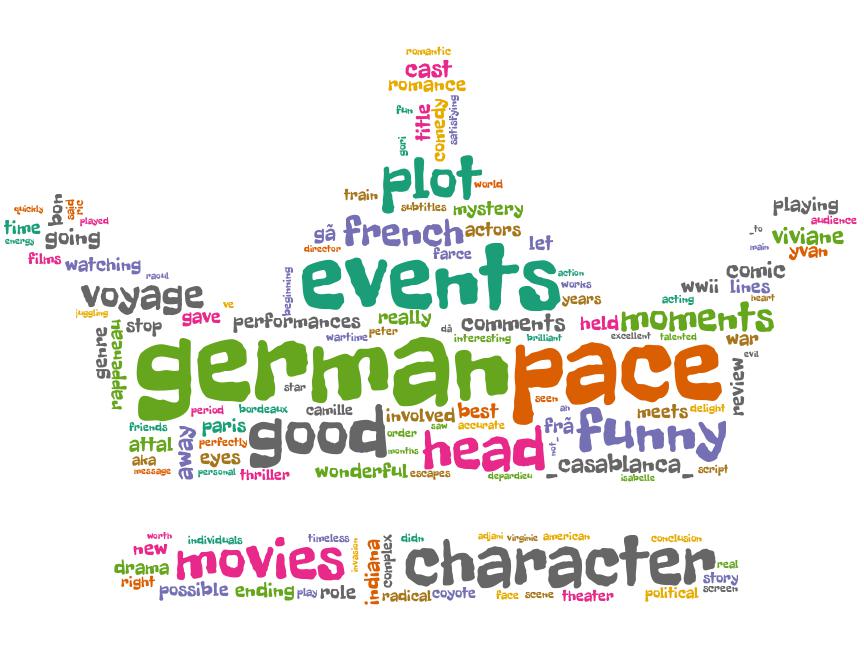 romantic
cast
romance
fun
title
comedy
satisfying
gori
plot
world
train
subtitles
mystery
gã
french
actors
director
farce
let
quickly
bon
said
ric
played
time
energy
going
films
watching
raoul
playing
audience
_to
viviane
main
yvan
comic
beginning
events
action
works
years
wwii
lines
acting
heart
voyage
ve
juggling
stop
gave
performances
really
dã
comments
held
moments
genre
rappeneau
wartime
peter
interesting
brilliant
excellent
talented
war
evil
german
pace
star
seen
review
period
bordeaux
camille
involved
best
an
meets
delight
friends
paris
attal
away
perfectly
good
order
saw
accurate
frã
funny
aka
eyes
months
head
not_
message
personal
thriller
wonderful
escapes
depardieu
_casablanca_
isabelle
script
worth
individuals
timeless
didn
adjani
virginie
american
conclusion
new
movies
invasion
indiana
complex
character
drama
real
right
story
possible
ending
play
role
radical
coyote
face
scene
theater
political
screen